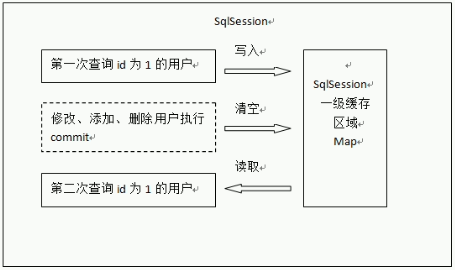 SqlSession
写入
第一次查询 id 为 1 的用户
SqlSession
一级缓存
区域
Map
清空
修改、添加、删除用户执行
commit
读取
第二次查询 id 为 1 的用户